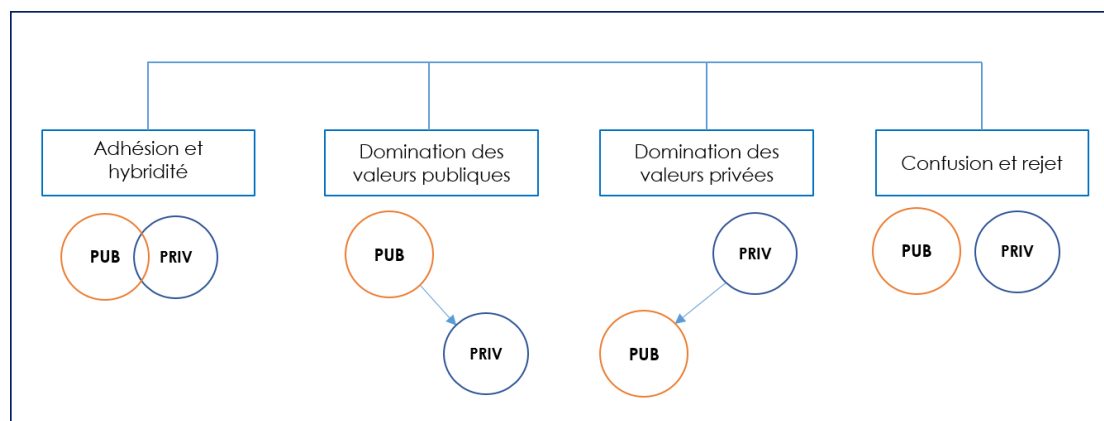 Adhésion et
hybridité
Domination des
valeurs publiques
Domination des
valeurs privées
Confusion et rejet
PUB
PRIV
PUB
PRIV
PRIV
PUB
PUB
PRIV